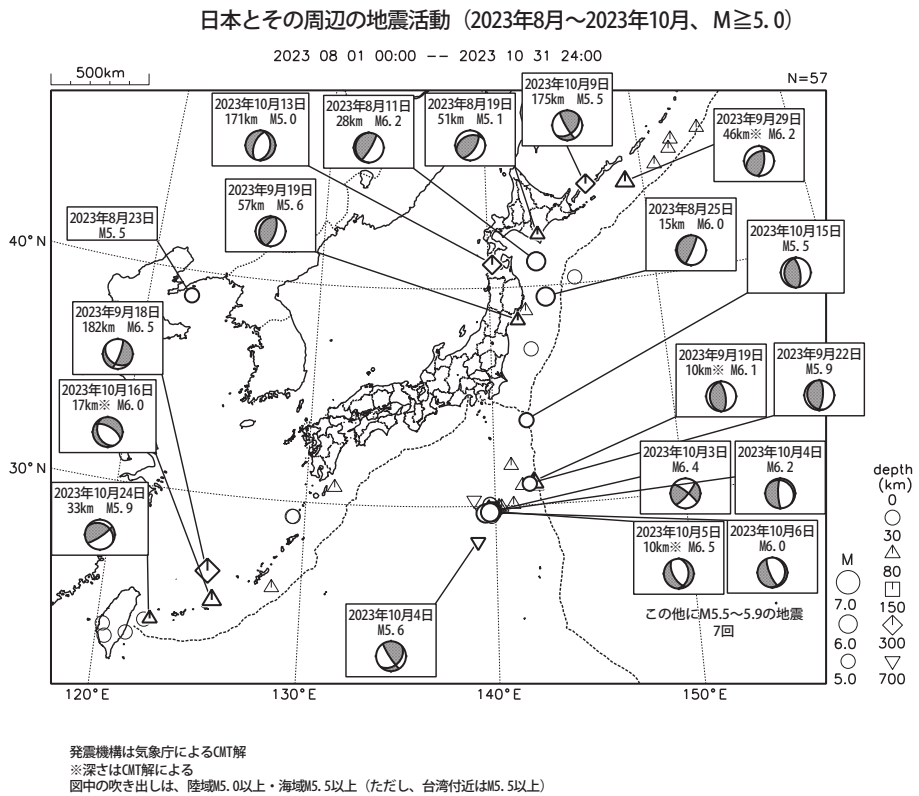 日本とその周辺の地震活動（2023年8月～2023年10月、M≧5.0）
2023 08 01 00:00 -- 2023 10 31 24:00
500km
N=57
2023年10月9日
175km M5.5
2023年10月13日
171km M5.0
2023年8月11日
28km M6.2
2023年8月19日
51km M5.1
2023年9月29日
46km※ M6.2
2023年9月19日
57km M5.6
2023年8月23日
M5.5
2023年8月25日
15km M6.0
2023年10月15日
M5.5
40°N
2023年9月18日
182km M6.5
2023年9月19日
10km※ M6.1
2023年9月22日
M5.9
2023年10月16日
17km※ M6.0
30°N
2023年10月3日
M6.4
2023年10月4日
M6.2
2023年10月24日
33km M5.9
2023年10月5日
10km※ M6.5
2023年10月6日
M6.0
2023年10月4日
M5.6
この他にM5.5～5.9の地震
7回
M
7.0
6.0
5.0
depth
(km)
0
30
80
150
300
700
120°E
130°E
140°E
150°E
発震機構は気象庁によるCMT解
※深さはCMT解による
図中の吹き出しは、陸域M5.0以上・海域M5.5以上（ただし、台湾付近はM5.5以上）